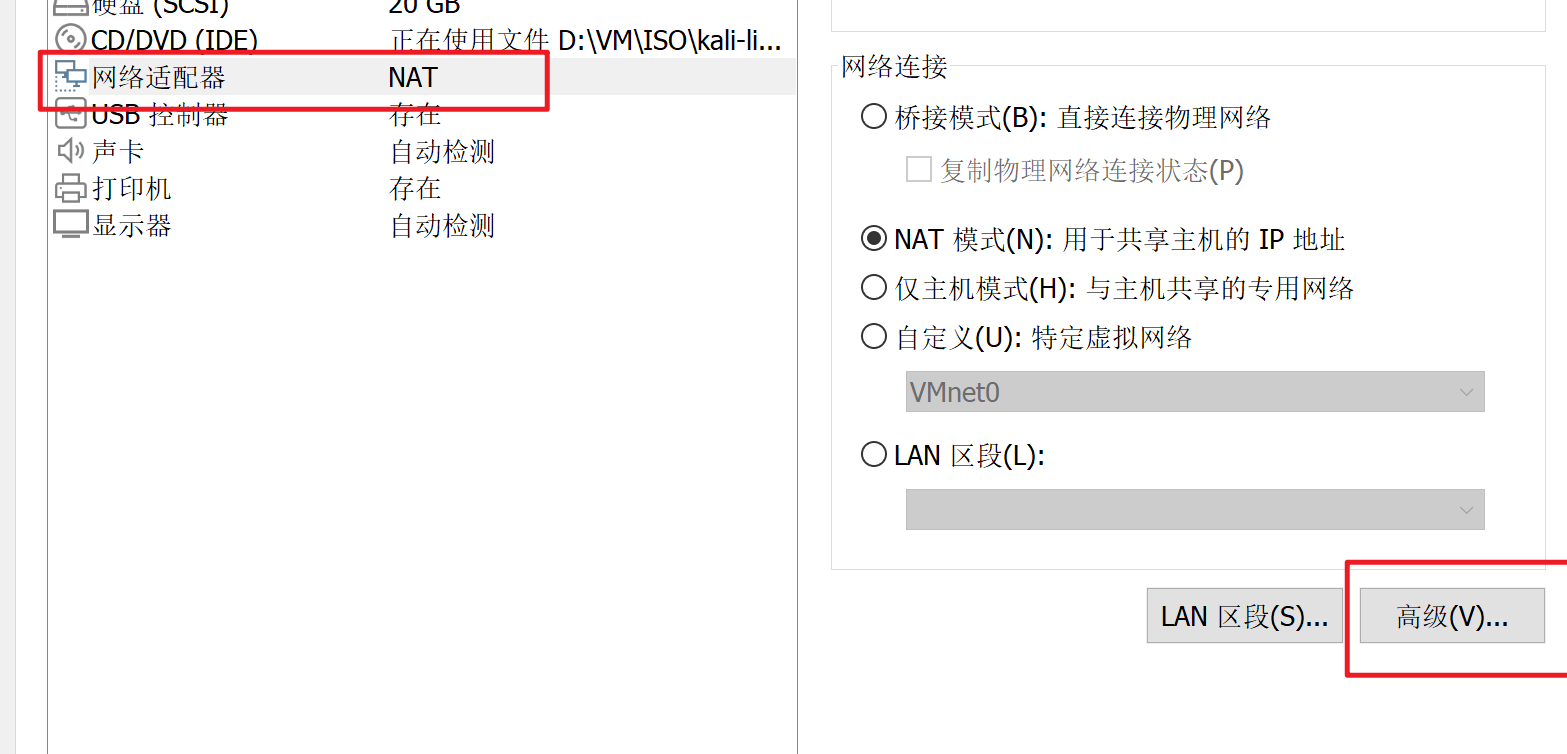 硬盘 (SCSI) 20 GB
CD/DVD (IDE) 正在使用文件 D:\VM\ISO\kali-li...
网络适配器 NAT
USB 控制器 存在
声卡 自动检测
打印机 存在
显示器 自动检测
网络连接
桥接模式(B): 直接连接物理网络
复制物理网络连接状态(P)
NAT 模式(N): 用于共享主机的 IP 地址
仅主机模式(H): 与主机共享的专用网络
自定义(U): 特定虚拟网络
VMnet0
LAN 区段(L):
LAN 区段(S)... 高级(V)...